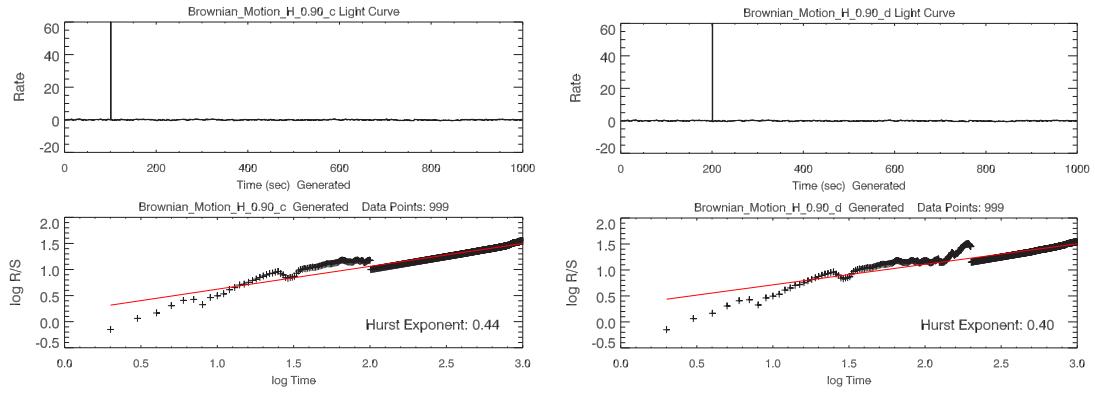 Brownian_Motion_H_0.90_c Light Curve
60
40
20
0
-20
Rate
0 200 400 600 800 1000
Time (sec) Generated
Brownian_Motion_H_0.90_d Light Curve
60
40
20
0
-20
Rate
0 200 400 600 800 1000
Time (sec) Generated
Brownian_Motion_H_0.90_c Generated Data Points: 999
2.0
1.5
1.0
0.5
0.0
-0.5
log R/S
Hurst Exponent: 0.44
0.0 0.5 1.0 1.5 2.0 2.5 3.0
log Time
Brownian_Motion_H_0.90_d Generated Data Points: 999
2.0
1.5
1.0
0.5
0.0
-0.5
log R/S
Hurst Exponent: 0.40
0.0 0.5 1.0 1.5 2.0 2.5 3.0
log Time